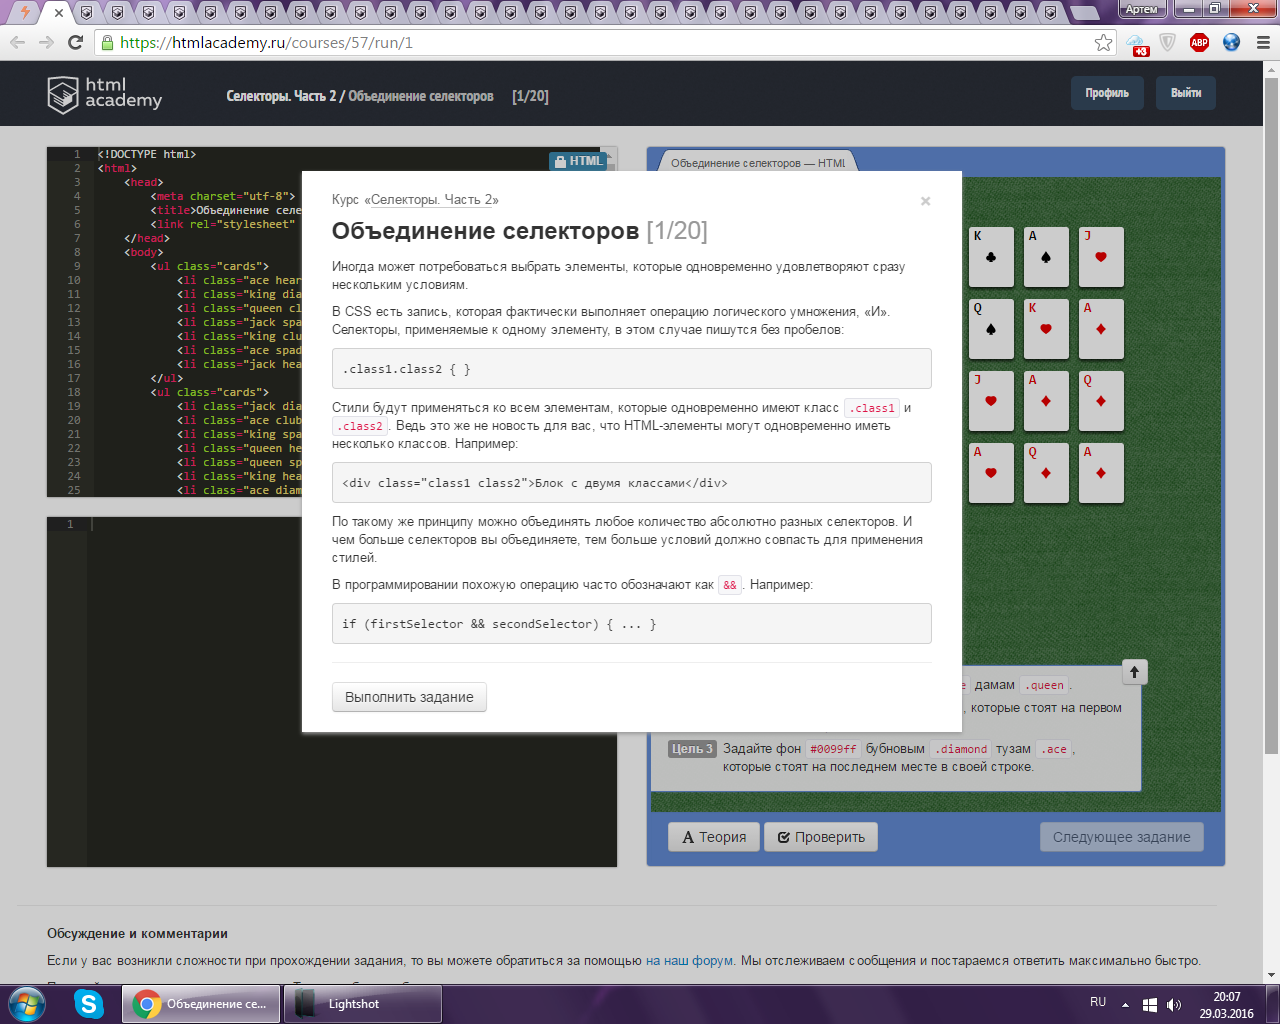 Артем
https://htmlacademy.ru/courses/57/run/1
+3
ABP
html
academy
Селекторы. Часть 2 / Объединение селекторов [1/20]
Профиль
Выйти
HTML
1 <!DOCTYPE html>
2 <html>
3 <head>
4 <meta charset="utf-8">
5 <title>Объединение селе
6 <link rel="stylesheet"
7 </head>
8 <body>
9 <ul class="cards">
10 <li class="ace hear
11 <li class="king dia
12 <li class="queen cl
13 <li class="jack spa
14 <li class="king clu
15 <li class="ace spad
16 <li class="jack hea
17 </ul>
18 <ul class="cards">
19 <li class="jack dia
20 <li class="ace club
21 <li class="king spa
22 <li class="queen he
23 <li class="queen sp
24 <li class="king hea
25 <li class="ace diam
1
Курс «Селекторы. Часть 2»
×
Объединение селекторов [1/20]
Иногда может потребоваться выбрать элементы, которые одновременно удовлетворяют сразу
нескольким условиям.
В CSS есть запись, которая фактически выполняет операцию логического умножения, «И».
Селекторы, применяемые к одному элементу, в этом случае пишутся без пробелов:
.class1.class2 { }
Стили будут применяться ко всем элементам, которые одновременно имеют класс .class1 и
.class2. Ведь это же не новость для вас, что HTML-элементы могут одновременно иметь
несколько классов. Например:
<div class="class1 class2">Блок с двумя классами</div>
По такому же принципу можно объединять любое количество абсолютно разных селекторов. И
чем больше селекторов вы объединяете, тем больше условий должно совпасть для применения
стилей.
В программировании похожую операцию часто обозначают как &&. Например:
if (firstSelector && secondSelector) { ... }
Выполнить задание
Объединение селекторов — HTML
K A J
Q K A
J A Q
A Q A
e дамам .queen.
, которые стоят на первом
Цель 3 Задайте фон #0099ff бубновым .diamond тузам .ace,
которые стоят на последнем месте в своей строке.
Теория
Проверить
Следующее задание
Обсуждение и комментарии
Если у вас возникли сложности при прохождении задания, то вы можете обратиться за помощью на наш форум. Мы отслеживаем сообщения и постараемся ответить максимально быстро.
Объединение се...
Lightshot
RU
20:07
29.03.2016